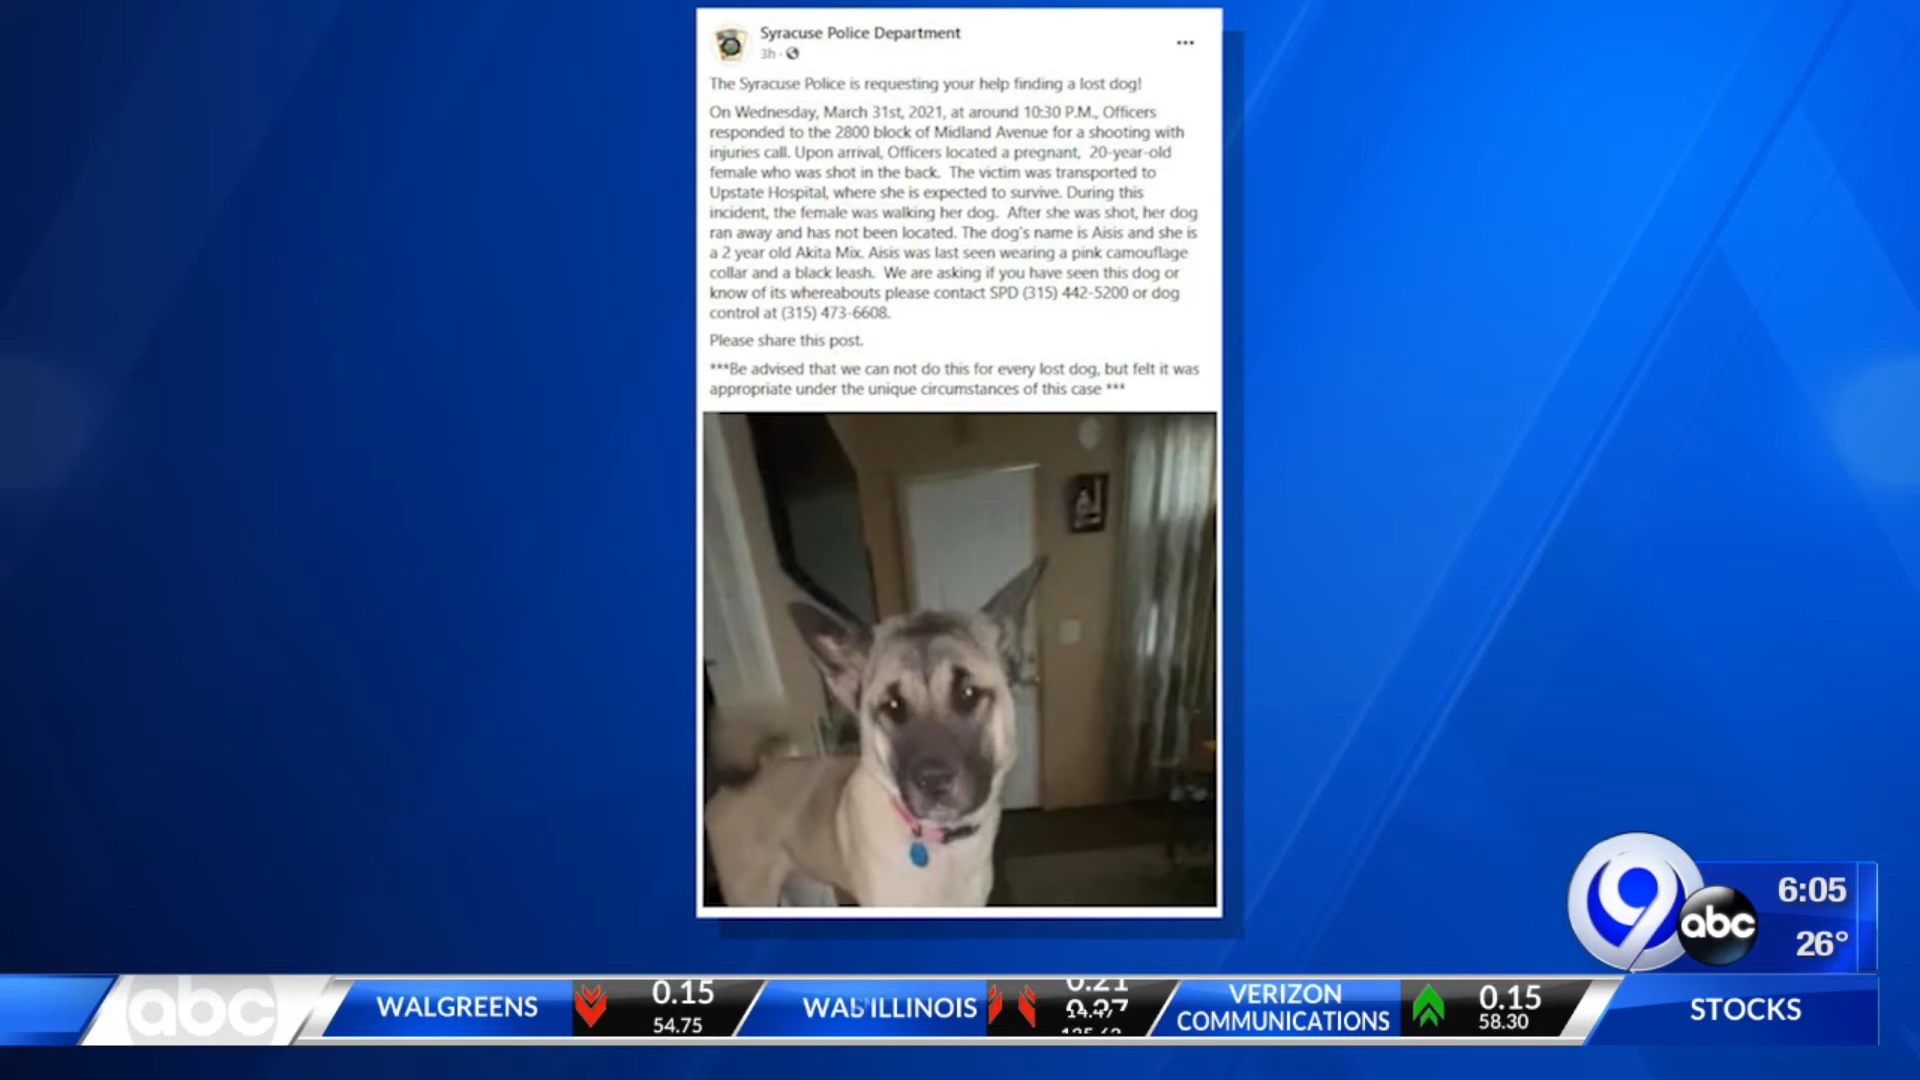 Syracuse Police Department
3h
The Syracuse Police is requesting your help finding a lost dog!
On Wednesday, March 31st, 2021, at around 10:30 P.M., Officers
responded to the 2800 block of Midland Avenue for a shooting with
injuries call. Upon arrival, Officers located a pregnant, 20-year-old
female who was shot in the back. The victim was transported to
Upstate Hospital, where she is expected to survive. During this
incident, the female was walking her dog. After she was shot, her dog
ran away and has not been located. The dog's name is Aisis and she is
a 2 year old Akita Mix. Aisis was last seen wearing a pink camouflage
collar and a black leash. We are asking if you have seen this dog or
know of its whereabouts please contact SPD (315) 442-5200 or dog
control at (315) 473-6608.
Please share this post.
***Be advised that we can not do this for every lost dog, but felt it was
appropriate under the unique circumstances of this case ***
9 abc
6:05
26°
abc
WALGREENS
0.15
54.75
ILLINOIS
VERIZON
COMMUNICATIONS
0.15
58.30
STOCKS